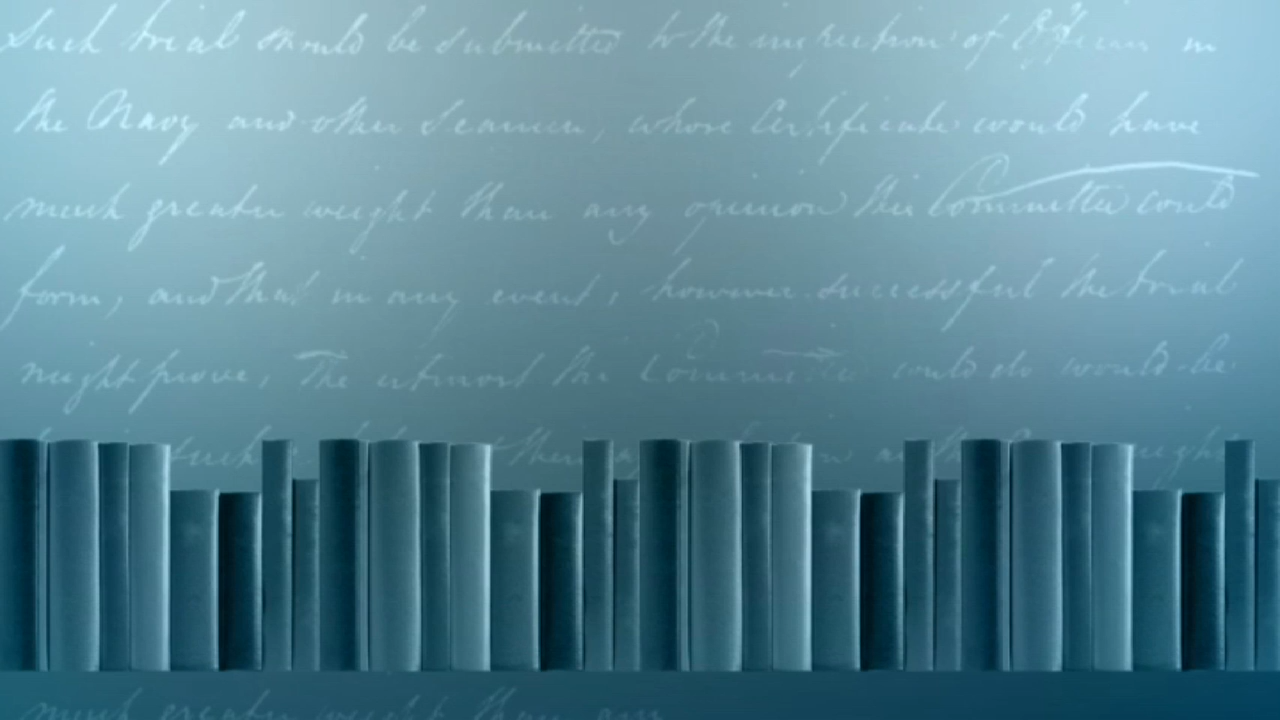 Such trial should be submitted to the inspection of Officers in
the Navy and other Seamen, whose Certificate would have
much greater weight than any opinion this Committee could
form, and that in any event, however successful the trial
might prove, The utmost the Committee could do would be
such
much greater weight than any